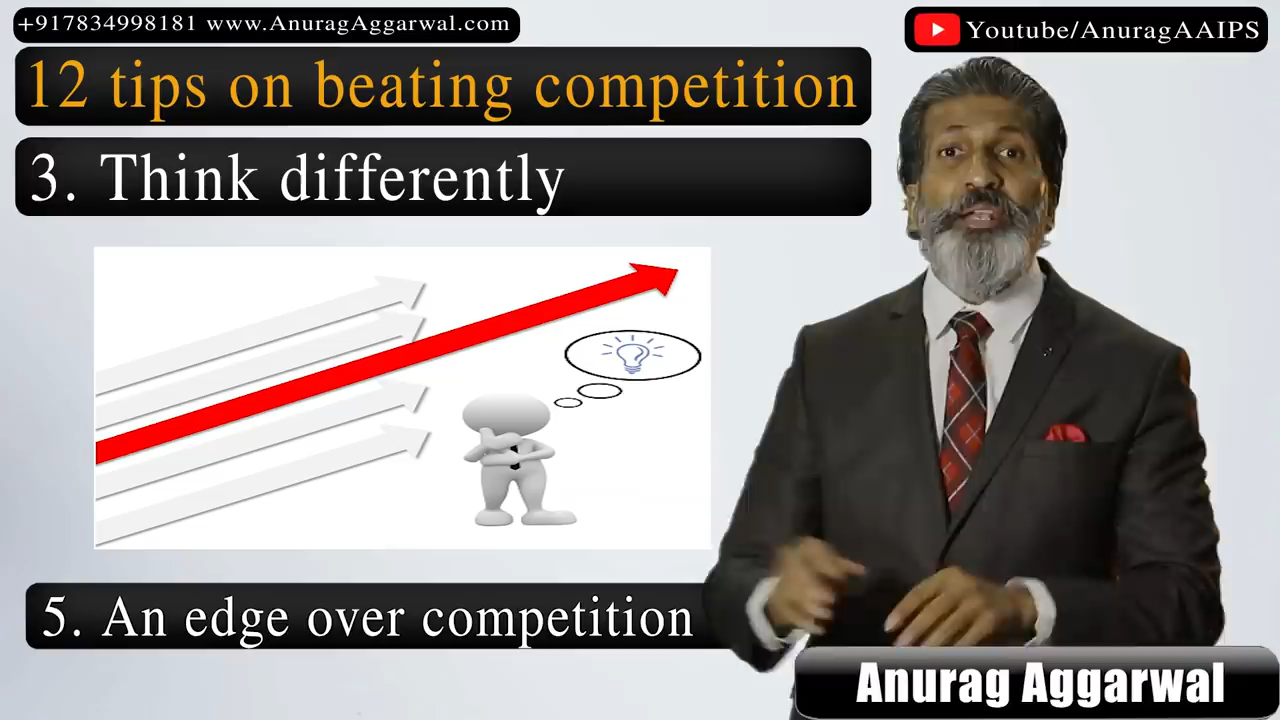 +917834998181 www.AnuragAggarwal.com
Youtube/AnuragAAIPS
12 tips on beating competition
3. Think differently
5. An edge over competition
Anurag Aggarwal